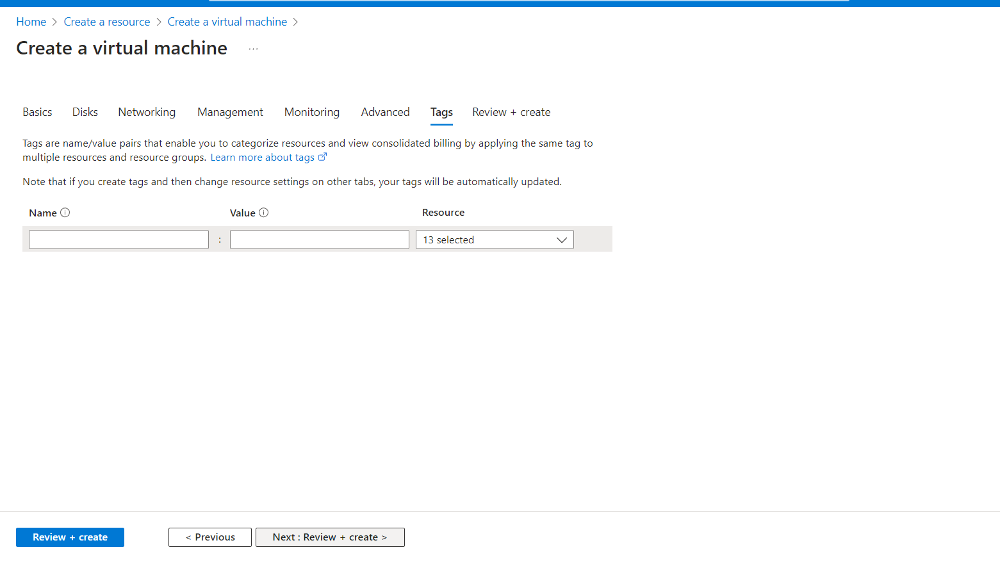 Home > Create a resource > Create a virtual machine >
Create a virtual machine ...
Basics Disks Networking Management Monitoring Advanced Tags Review + create
Tags are name/value pairs that enable you to categorize resources and view consolidated billing by applying the same tag to
multiple resources and resource groups. Learn more about tags
Note that if you create tags and then change resource settings on other tabs, your tags will be automatically updated.
Name Value Resource
: 13 selected
Review + create < Previous Next : Review + create >